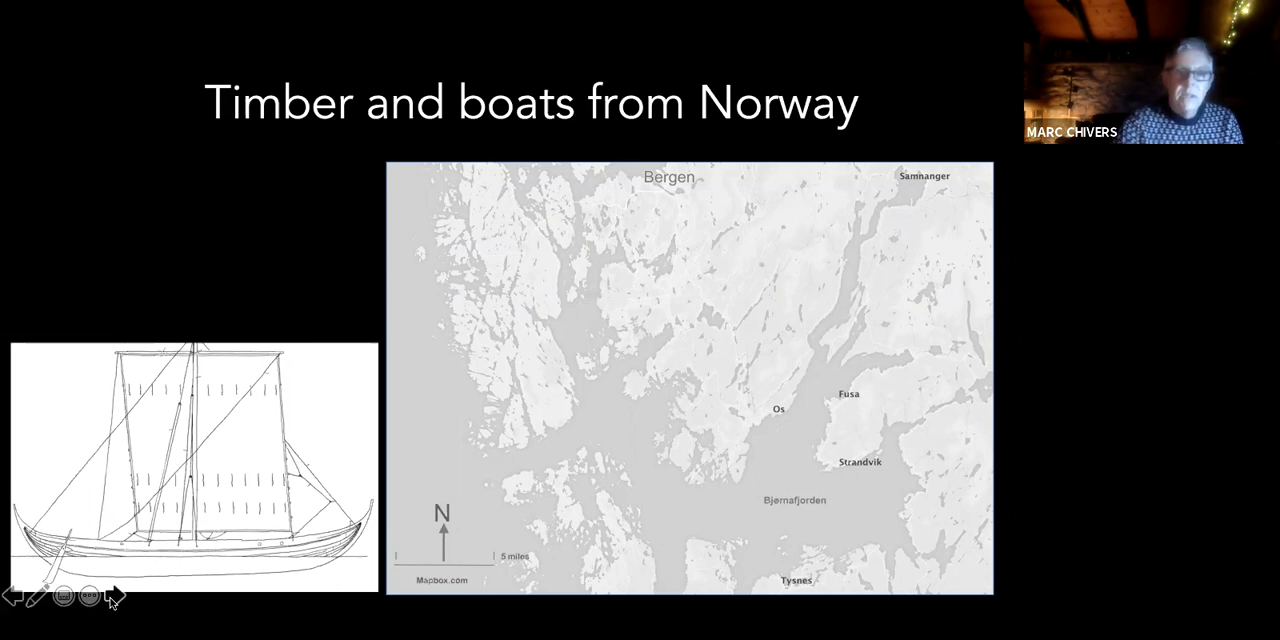 Timber and boats from Norway
MARC CHIVERS
Bergen
Samnanger
Fusa
Os
Strandvik
Bjørnafjorden
N
5 miles
Mapbox.com
Tysnes